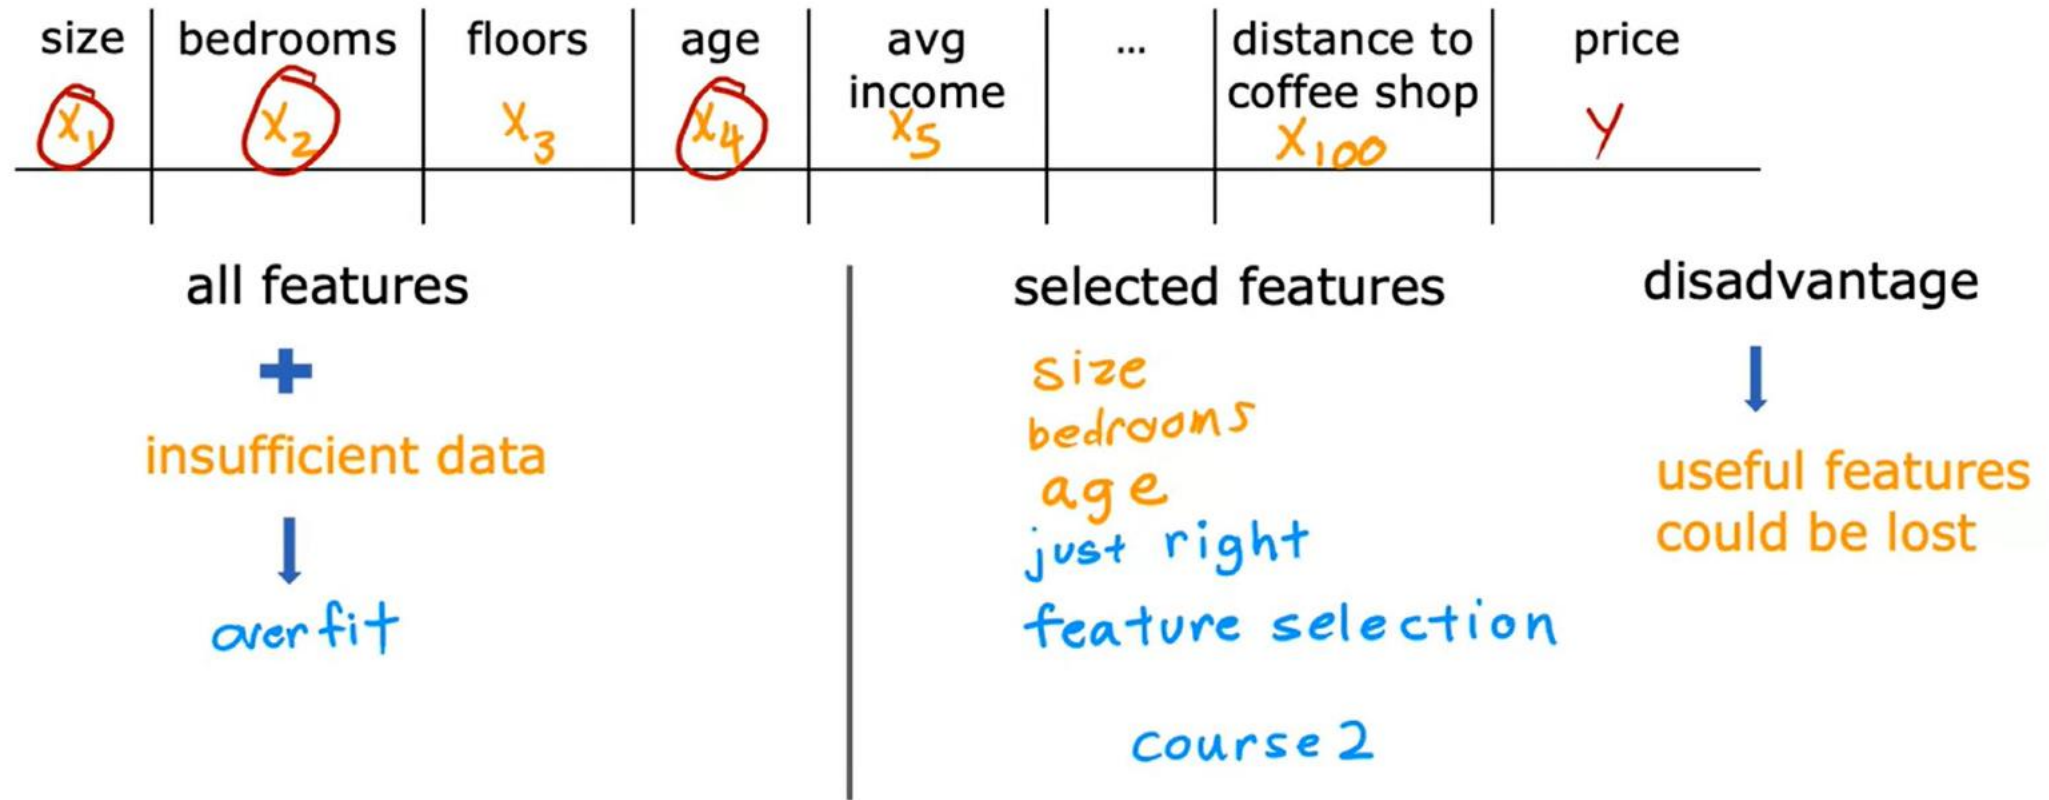 size bedrooms floors age avg income ... distance to coffee shop price
x₁ x₂ x₃ x₄ x₅ x₁₀₀ y
all features
+
insufficient data
overfit
selected features
size
bedrooms
age
just right
feature selection
course 2
disadvantage
useful features
could be lost